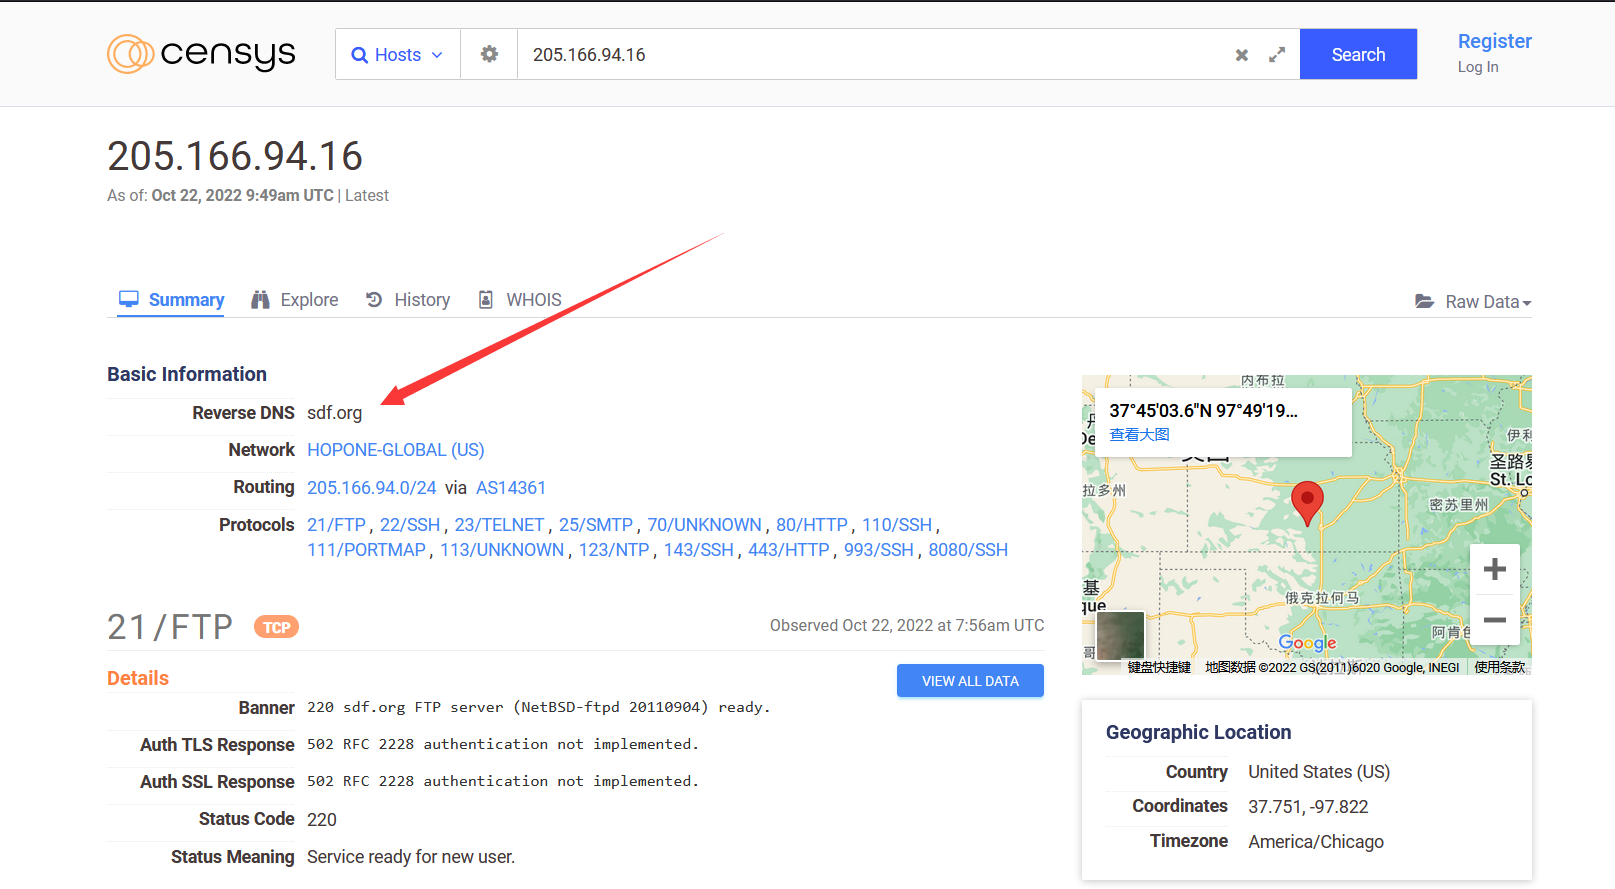 censys
Hosts
205.166.94.16
Search
Register
Log In
205.166.94.16
As of: Oct 22, 2022 9:49am UTC | Latest
Summary
Explore
History
WHOIS
Raw Data
Basic Information
Reverse DNS sdf.org
Network HOPONE-GLOBAL (US)
Routing 205.166.94.0/24 via AS14361
Protocols 21/FTP , 22/SSH , 23/TELNET , 25/SMTP , 70/UNKNOWN , 80/HTTP , 110/SSH ,
111/PORTMAP , 113/UNKNOWN , 123/NTP , 143/SSH , 443/HTTP , 993/SSH , 8080/SSH
21/FTP TCP
Observed Oct 22, 2022 at 7:56am UTC
Details
VIEW ALL DATA
Banner 220 sdf.org FTP server (NetBSD-ftpd 20110904) ready.
Auth TLS Response 502 RFC 2228 authentication not implemented.
Auth SSL Response 502 RFC 2228 authentication not implemented.
Status Code 220
Status Meaning Service ready for new user.
内布拉
37°45'03.6"N 97°49'19...
查看大图
伊利
圣路易
St. Lo
拉多州
密苏里州
基
que
俄克拉何马
阿肯色
Google
键盘快捷键
地图数据 ©2022 GS(2011)6020 Google, INEGI
使用条款
Geographic Location
Country United States (US)
Coordinates 37.751, -97.822
Timezone America/Chicago